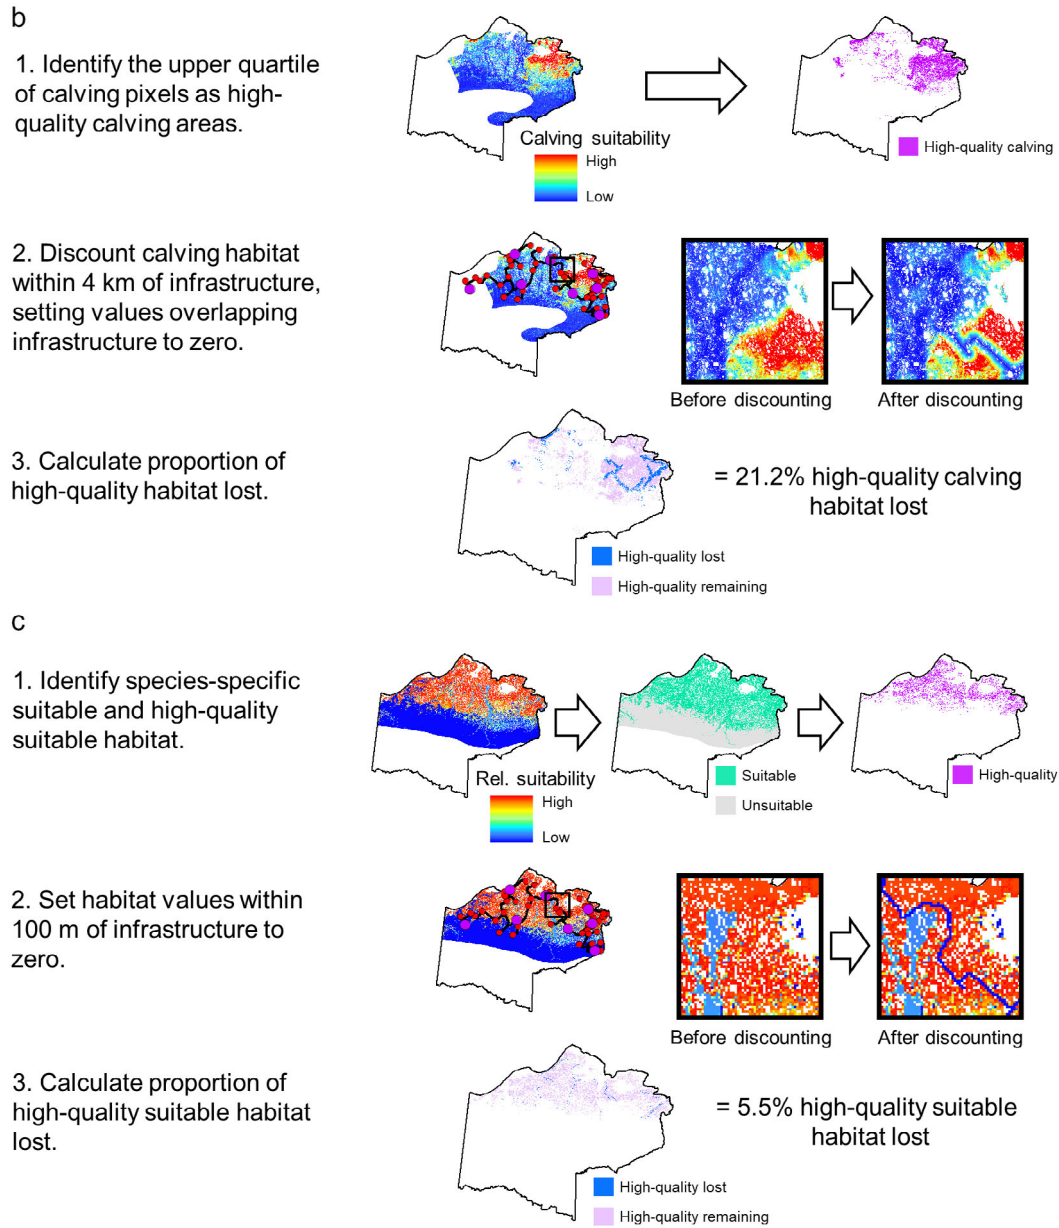 b
1. Identify the upper quartile
of calving pixels as high-
quality calving areas.
Calving suitability
High
Low
High-quality calving
2. Discount calving habitat
within 4 km of infrastructure,
setting values overlapping
infrastructure to zero.
Before discounting
After discounting
3. Calculate proportion of
high-quality habitat lost.
= 21.2% high-quality calving
habitat lost
High-quality lost
High-quality remaining
c
1. Identify species-specific
suitable and high-quality
suitable habitat.
Rel. suitability
High
Low
Suitable
Unsuitable
High-quality
2. Set habitat values within
100 m of infrastructure to
zero.
Before discounting
After discounting
3. Calculate proportion of
high-quality suitable habitat
lost.
= 5.5% high-quality suitable
habitat lost
High-quality lost
High-quality remaining